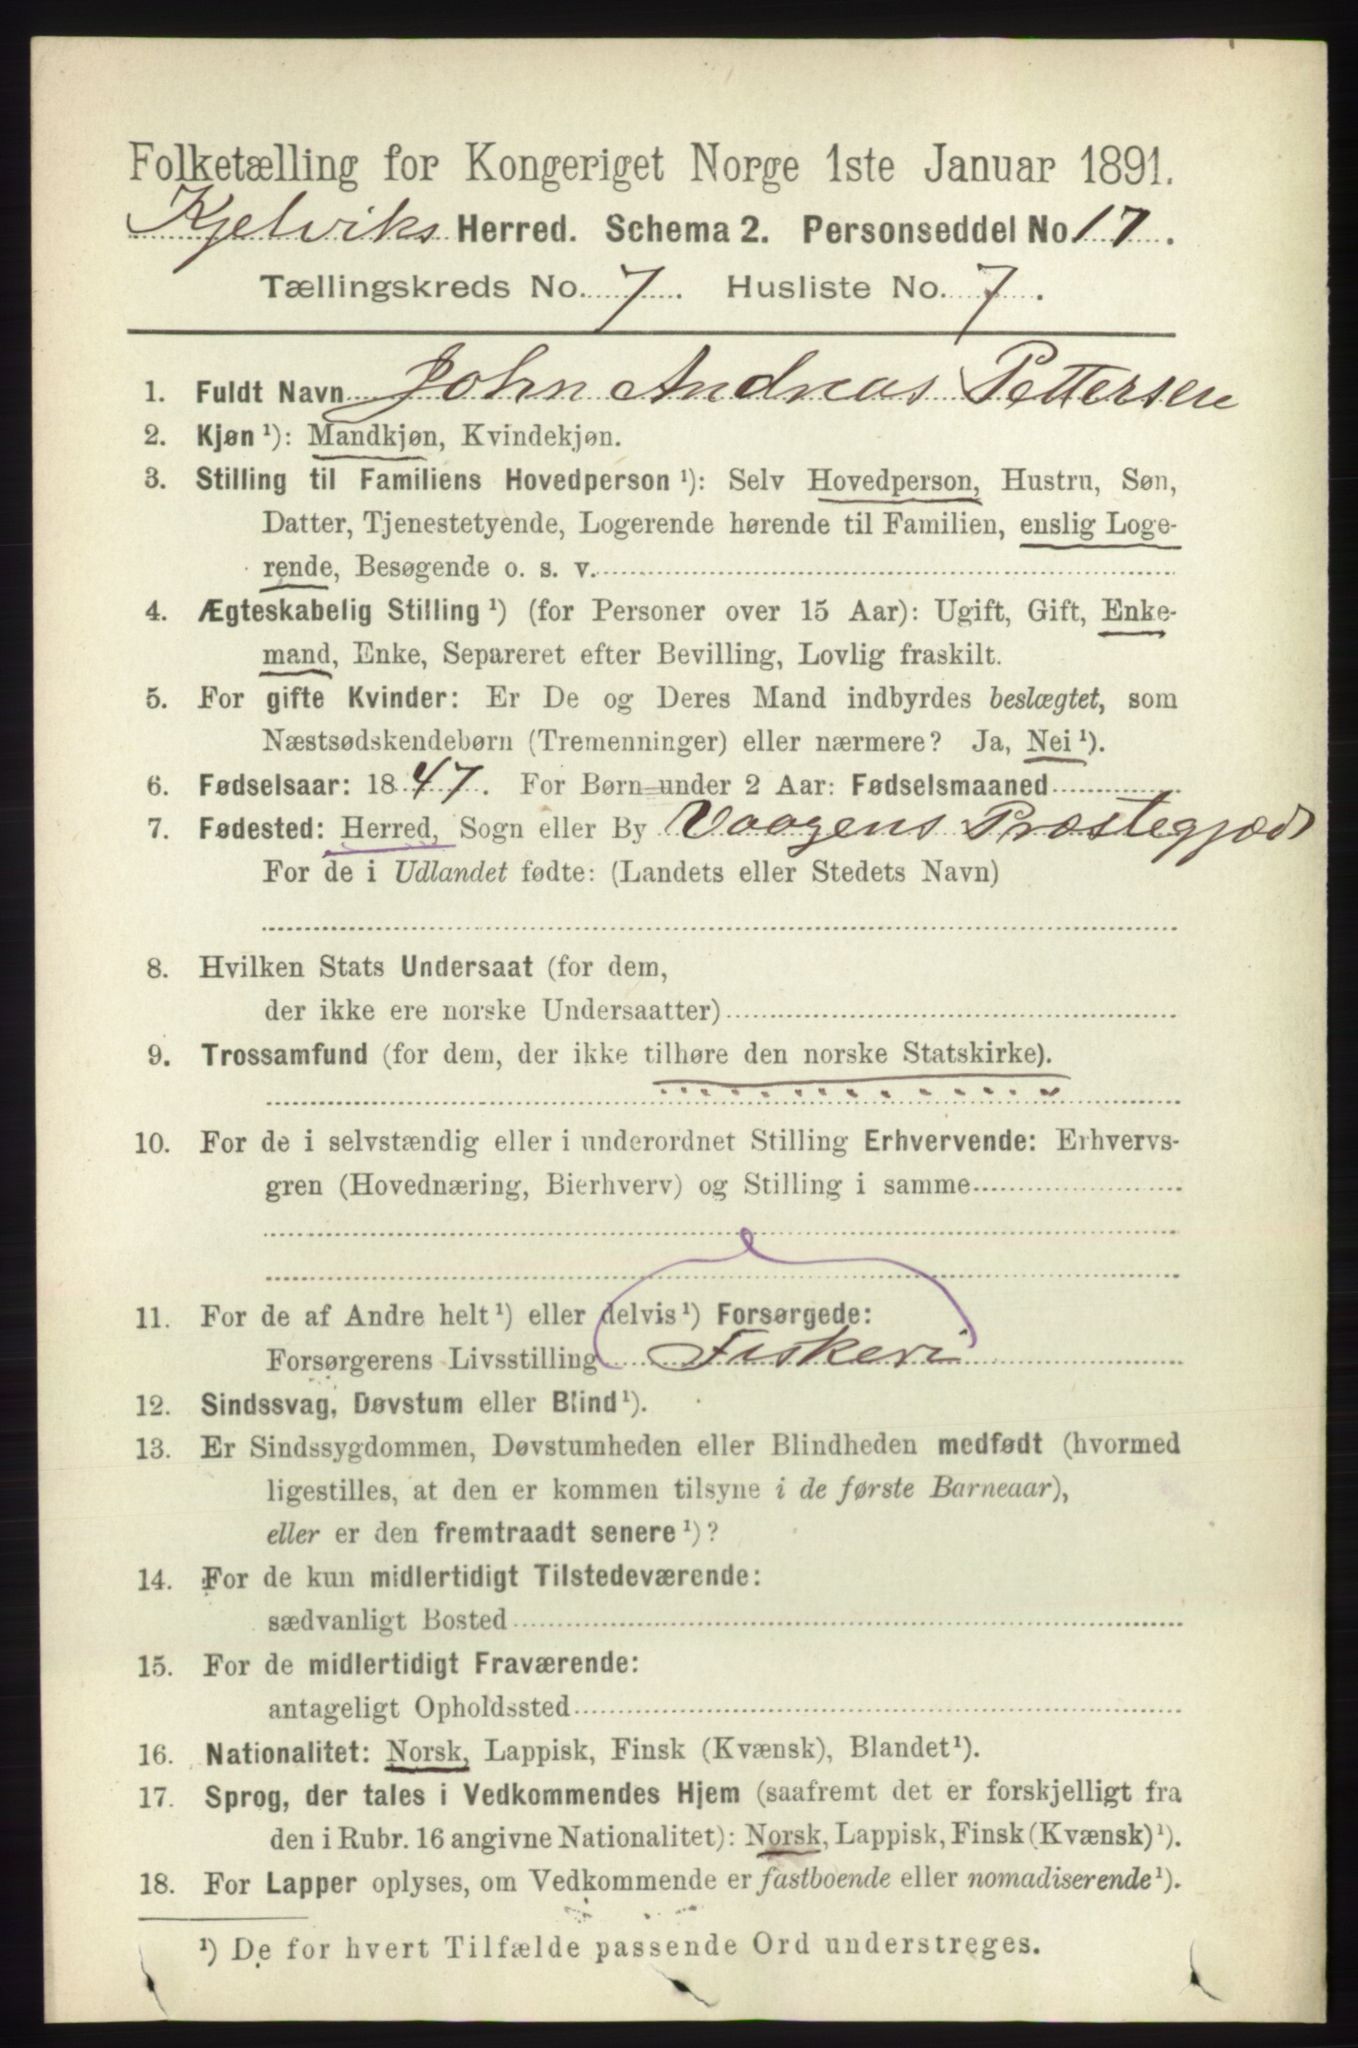 Folketælling for Kongeriget Norge 1ste Januar 1891.
Kjelviks Herred. Schema 2. Personseddel No 17.
Tællingskreds No. 7. Husliste No. 7.
1. Fuldt Navn John Andreas Pettersen
2. Kjøn ¹): Mandkjøn, Kvindekjøn.
3. Stilling til Familiens Hovedperson ¹): Selv Hovedperson, Hustru, Søn,
Datter, Tjenestetyende, Logerende hørende til Familien, enslig Loge-
rende, Besøgende o. s. v.
4. Ægteskabelig Stilling ¹) (for Personer over 15 Aar): Ugift, Gift, Enke-
mand, Enke, Separeret efter Bevilling, Lovlig fraskilt.
5. For gifte Kvinder: Er De og Deres Mand indbyrdes beslægtet, som
Næstsødskendebørn (Tremenninger) eller nærmere? Ja, Nei ¹).
6. Fødselsaar: 1847. For Børn under 2 Aar: Fødselsmaaned
7. Fødested: Herred, Sogn eller By Vaagens Præstegjæd
For de i Udlandet fødte: (Landets eller Stedets Navn)
8. Hvilken Stats Undersaat (for dem,
der ikke ere norske Undersaatter)
9. Trossamfund (for dem, der ikke tilhøre den norske Statskirke).
10. For de i selvstændig eller i underordnet Stilling Erhvervende: Erhvervs-
gren (Hovednæring, Bierhverv) og Stilling i samme
11. For de af Andre helt ¹) eller delvis ¹) Forsørgede:
Forsørgerens Livsstilling Fiskeri
12. Sindssvag, Døvstum eller Blind ¹).
13. Er Sindssygdommen, Døvstumheden eller Blindheden medfødt (hvormed
ligestilles, at den er kommen tilsyne i de første Barneaar),
eller er den fremtraadt senere ¹)?
14. For de kun midlertidigt Tilstedeværende:
sædvanligt Bosted
15. For de midlertidigt Fraværende:
antageligt Opholdssted
16. Nationalitet: Norsk, Lappisk, Finsk (Kvænsk), Blandet ¹).
17. Sprog, der tales i Vedkommendes Hjem (saafremt det er forskjelligt fra
den i Rubr. 16 angivne Nationalitet): Norsk, Lappisk, Finsk (Kvænsk) ¹).
18. For Lapper oplyses, om Vedkommende er fastboende eller nomadiserende ¹).
¹) De for hvert Tilfælde passende Ord understreges.